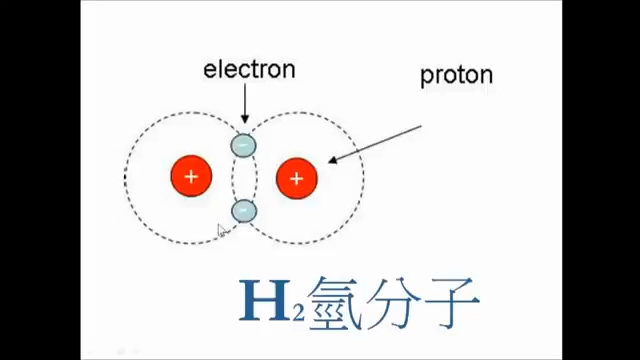 electron
proton
+
+
-
-
H₂氫分子